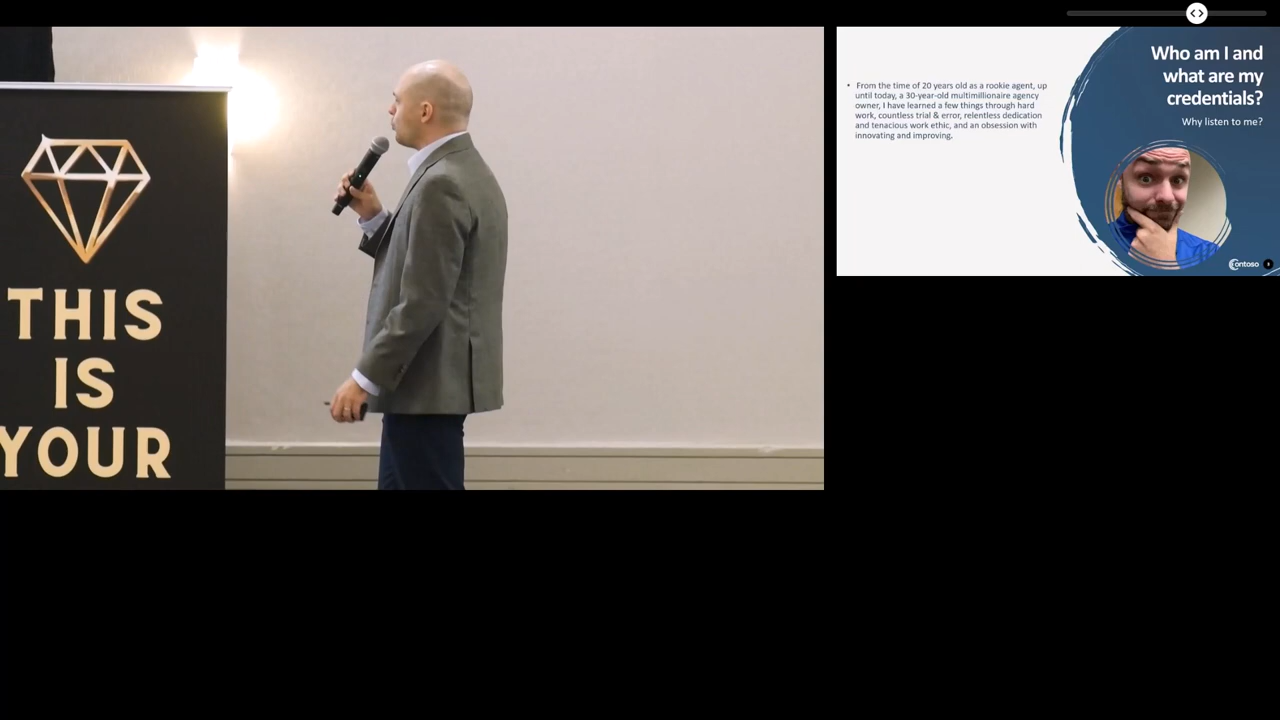 THIS
IS
YOUR
Who am I and
what are my
credentials?
Why listen to me?
• From the time of 20 years old as a rookie agent, up
until today, a 30-year-old multimillionaire agency
owner, I have learned a few things through hard
work, countless trial & error, relentless dedication
and tenacious work ethic, and an obsession with
innovating and improving.
ontoso